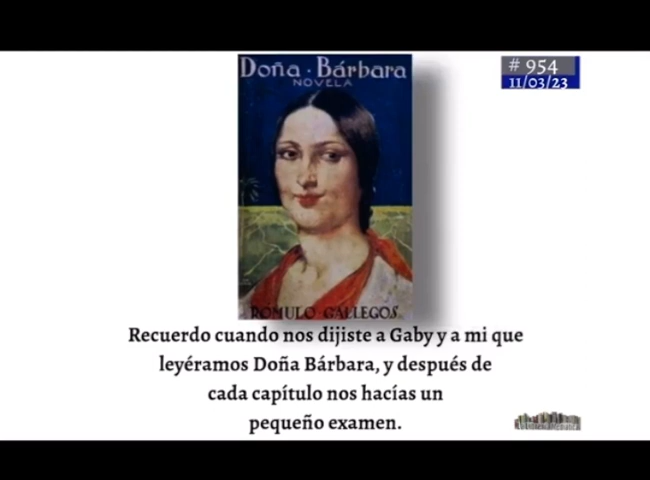 Doña · Bárbara
NOVELA
# 954
11/03/23
RÓMULO · GALLEGOS
Recuerdo cuando nos dijiste a Gaby y a mi que
leyéramos Doña Bárbara, y después de
cada capítulo nos hacías un
pequeño examen.